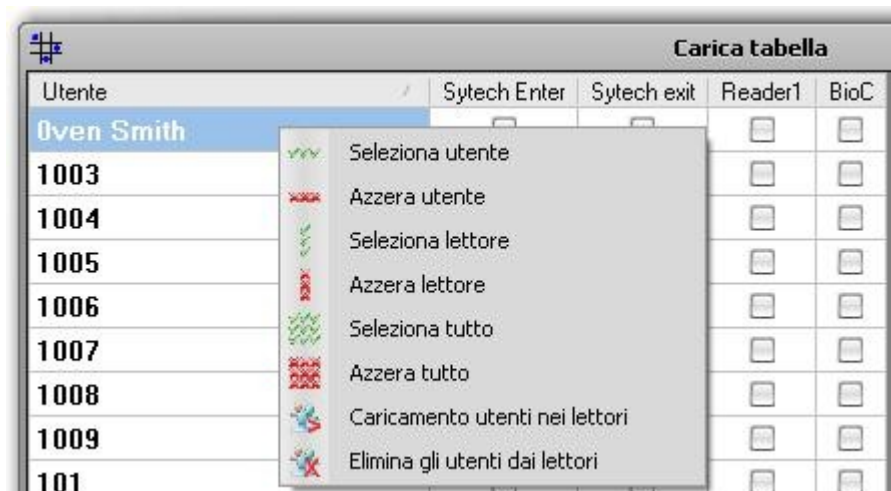 Carica tabella
Utente Sytech Enter Sytech exit Reader1 BioC
0ven Smith
Seleziona utente
1003
Azzera utente
1004
Seleziona lettore
1005
Azzera lettore
1006
Seleziona tutto
1007
Azzera tutto
1008
Caricamento utenti nei lettori
1009
Elimina gli utenti dai lettori
101